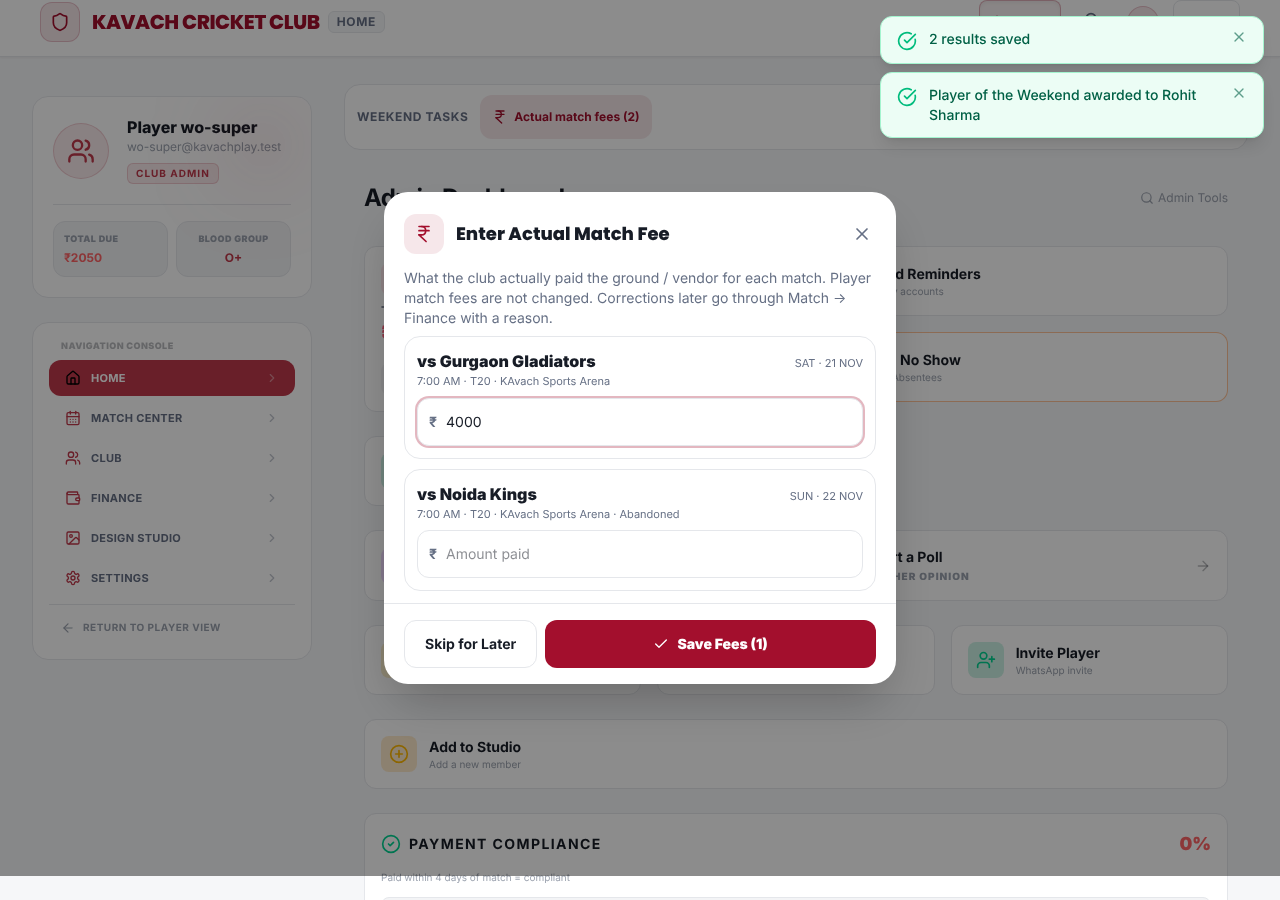 KAVACH CRICKET CLUB HOME
2 results saved
Player of the Weekend awarded to Rohit
Sharma
WEEKEND TASKS
₹ Actual match fees (2)
Player wo-super
wo-super@kavachplay.test
CLUB ADMIN
TOTAL DUE
₹2050
BLOOD GROUP
O+
NAVIGATION CONSOLE
HOME
MATCH CENTER
CLUB
FINANCE
DESIGN STUDIO
SETTINGS
RETURN TO PLAYER VIEW
Admin Tools
₹ Enter Actual Match Fee
What the club actually paid the ground / vendor for each match. Player
match fees are not changed. Corrections later go through Match →
Finance with a reason.
vs Gurgaon Gladiators
SAT · 21 NOV
7:00 AM · T20 · KAvach Sports Arena
₹ 4000
vs Noida Kings
SUN · 22 NOV
7:00 AM · T20 · KAvach Sports Arena · Abandoned
₹ Amount paid
Skip for Later
Save Fees (1)
Reminders
accounts
No Show
Absentees
a Poll
OPINION
Invite Player
WhatsApp invite
Add to Studio
Add a new member
PAYMENT COMPLIANCE
0%
Paid within 4 days of match = compliant